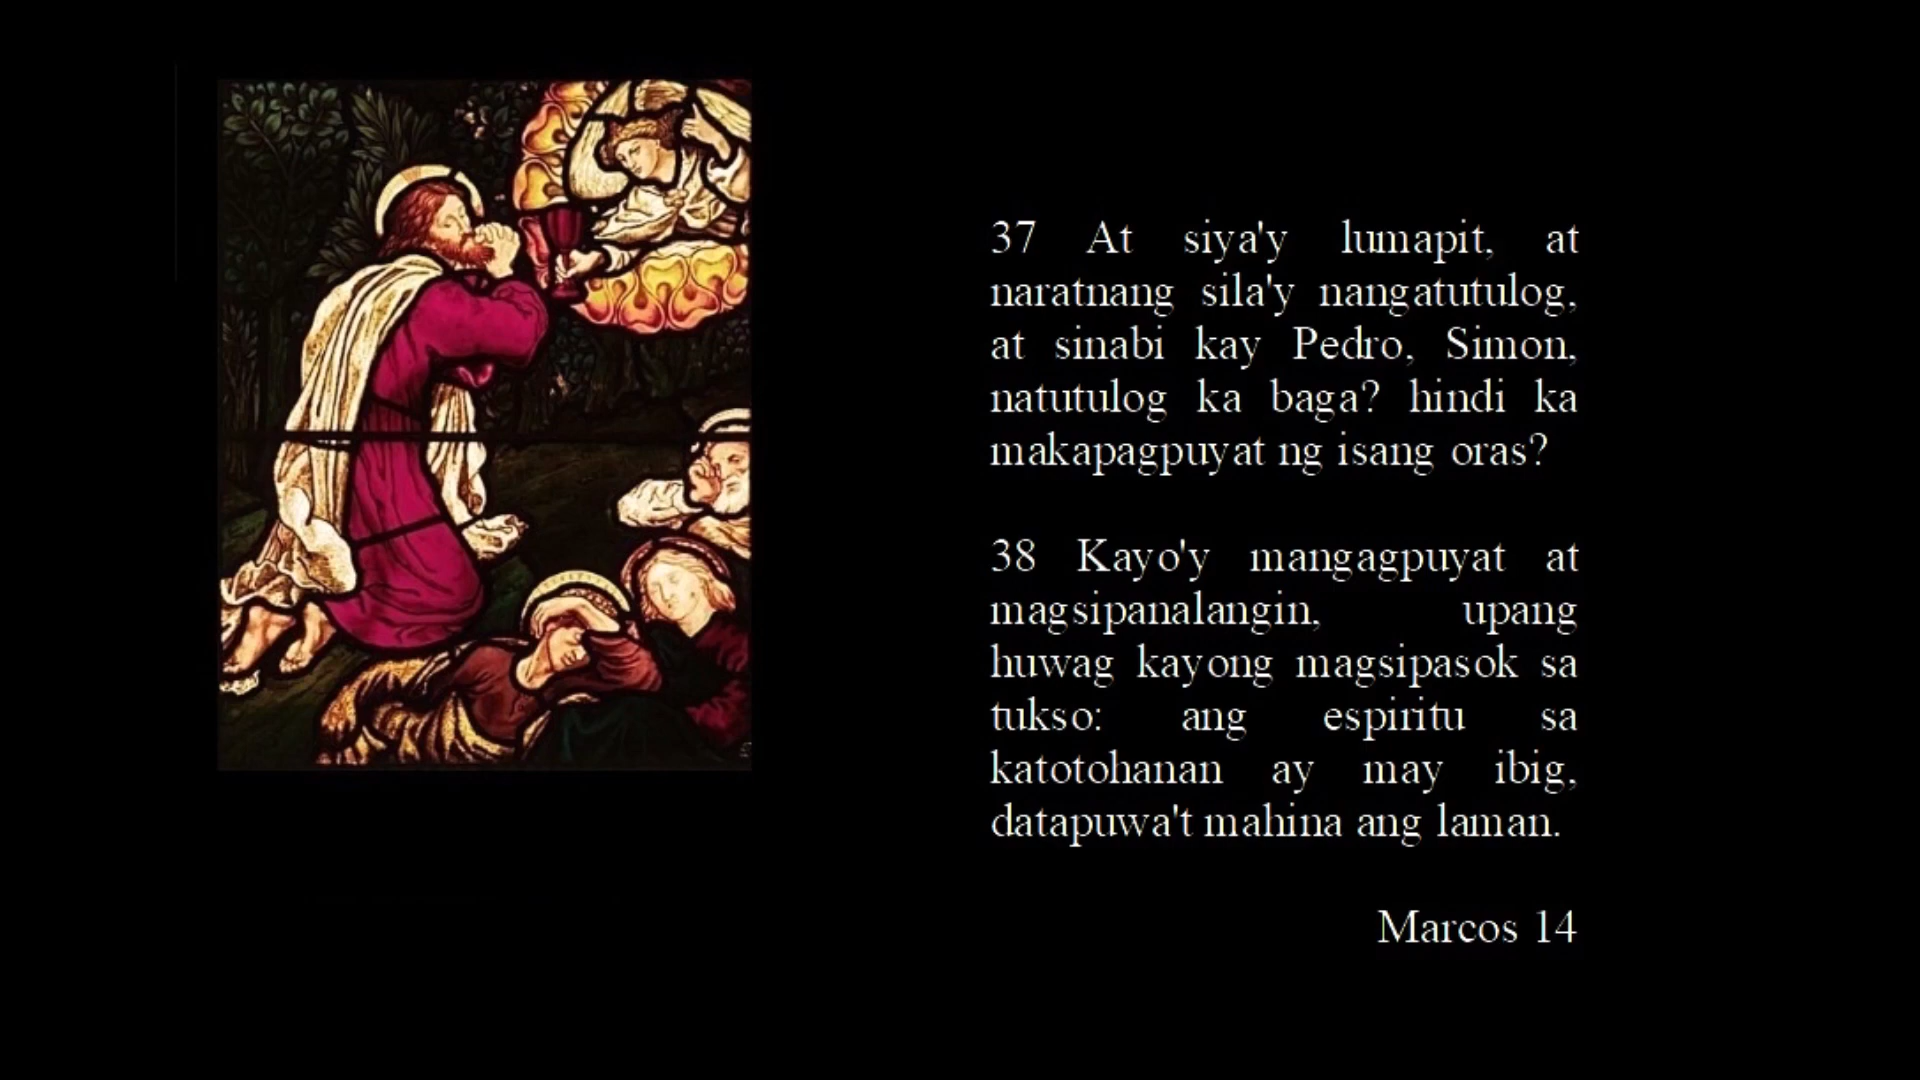 37 At siya'y lumapit, at
naratnang sila'y nangatutulog,
at sinabi kay Pedro, Simon,
natutulog ka baga? hindi ka
makapagpuyat ng isang oras?
38 Kayo'y mangagpuyat at
magsipanalangin, upang
huwag kayong magsipasok sa
tukso: ang espiritu sa
katotohanan ay may ibig,
datapuwa't mahina ang laman.
Marcos 14